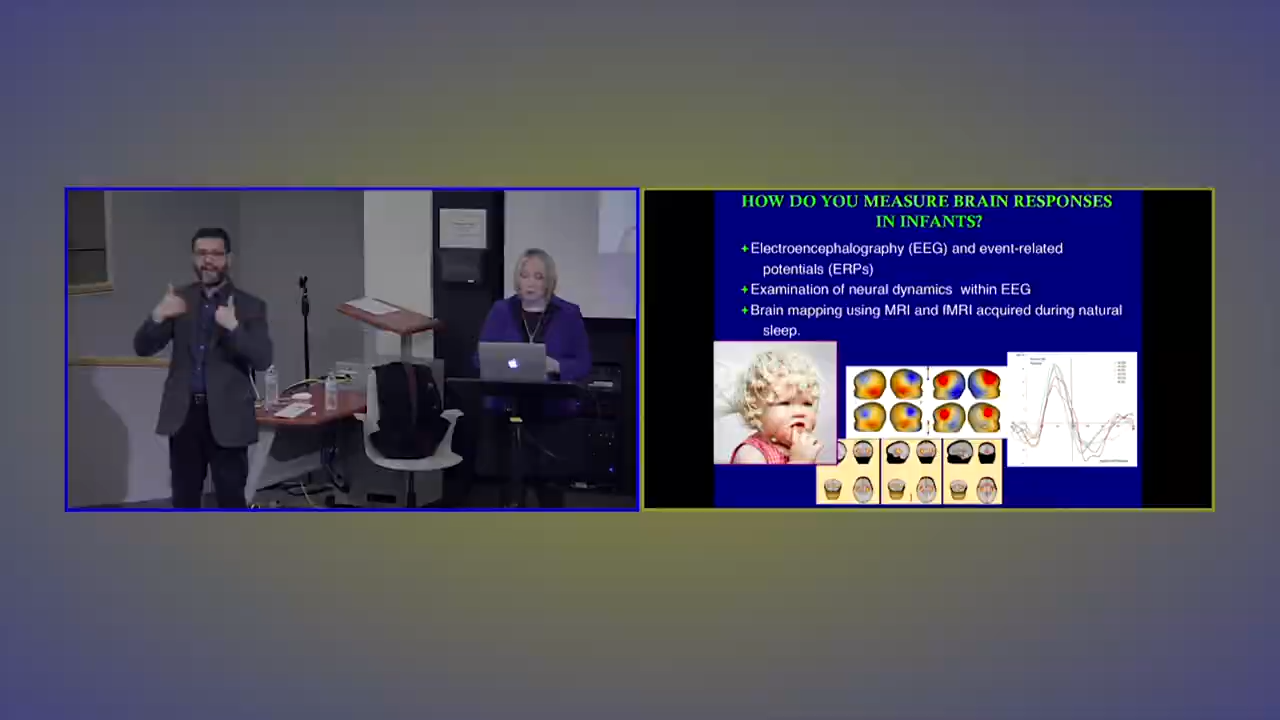 HOW DO YOU MEASURE BRAIN RESPONSES
IN INFANTS?
Electroencephalography (EEG) and event-related
potentials (ERPs)
Examination of neural dynamics within EEG
Brain mapping using MRI and fMRI acquired during natural
sleep.